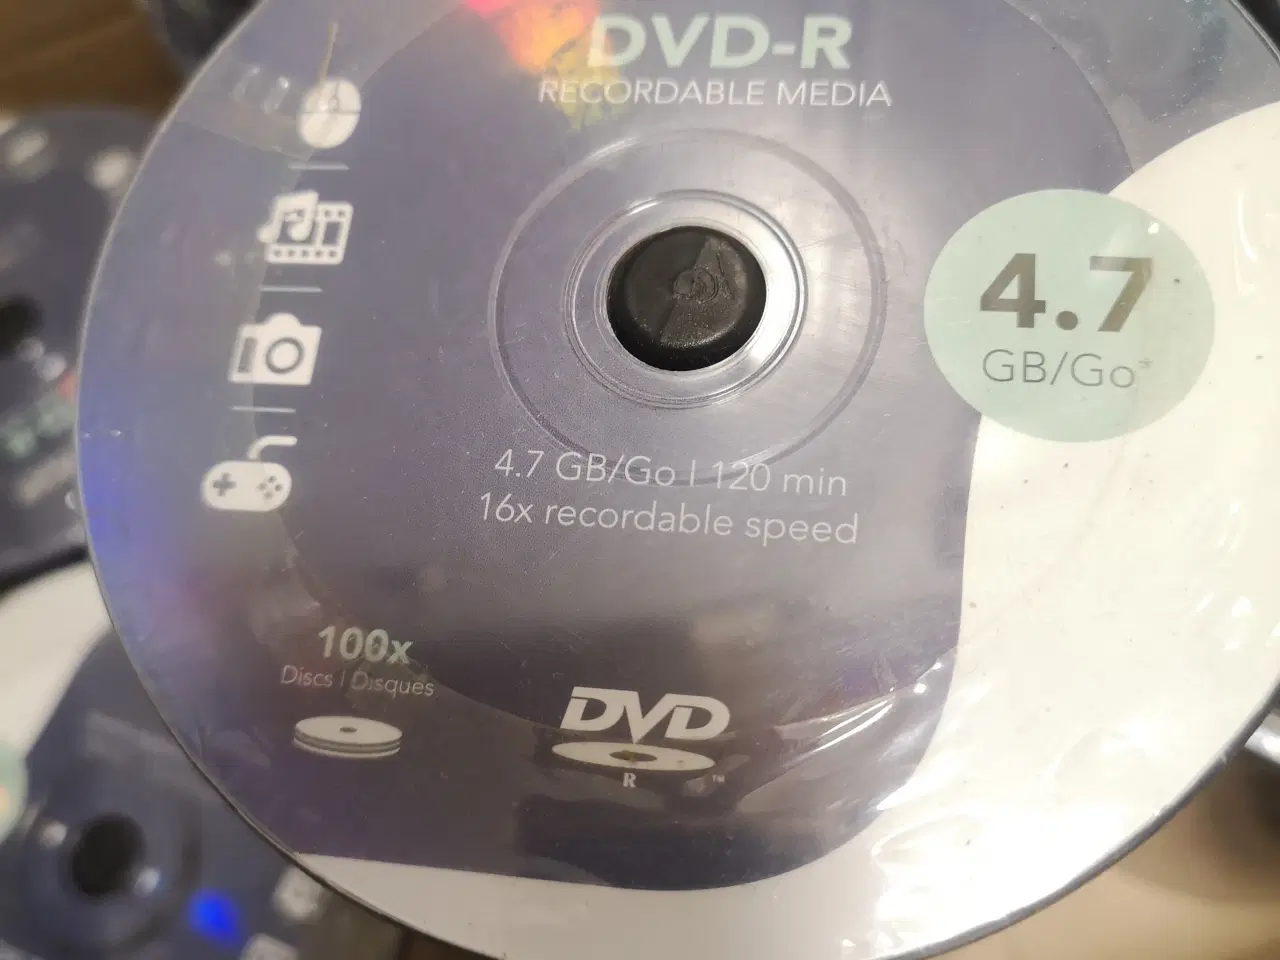 DVD-R
RECORDABLE MEDIA
4.7
GB/Go*
4.7 GB/Go | 120 min
16x recordable speed
100x
Discs | Disques
DVD
R ™